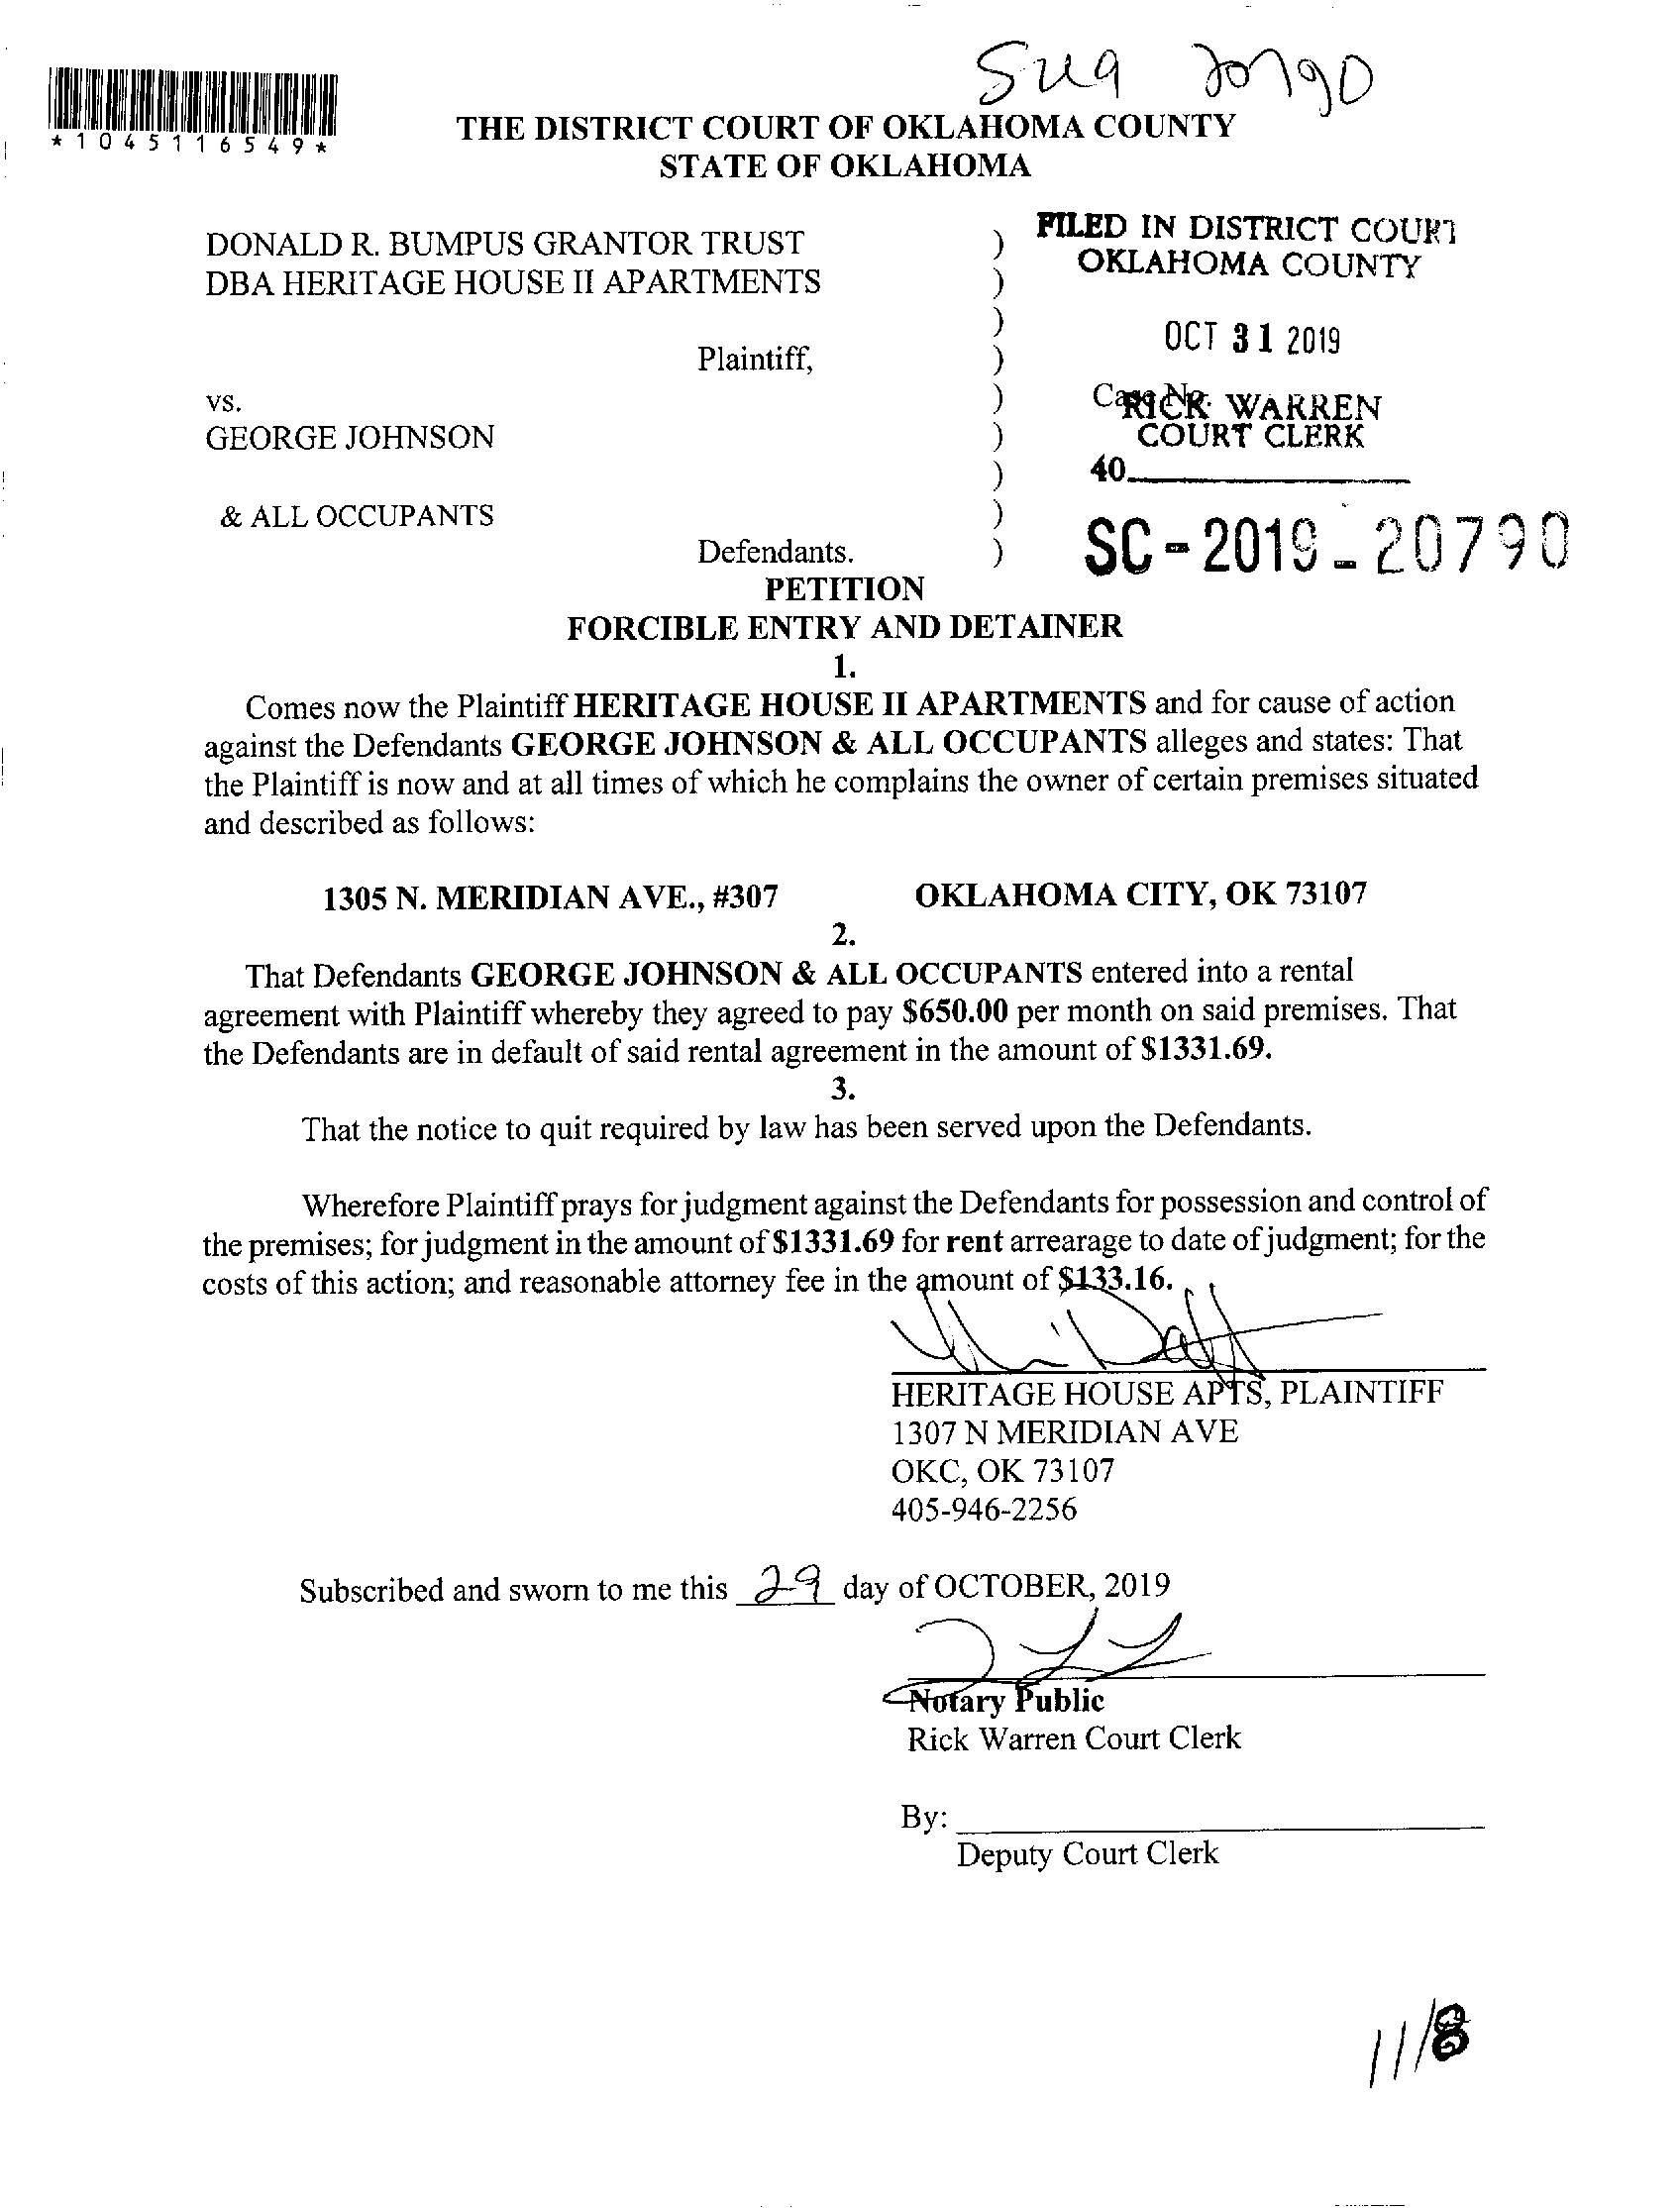 20790
*1045116549*
THE DISTRICT COURT OF OKLAHOMA COUNTY
STATE OF OKLAHOMA
DONALD R. BUMPUS GRANTOR TRUST )
DBA HERITAGE HOUSE II APARTMENTS )
)
Plaintiff, )
vs. )
GEORGE JOHNSON )
)
& ALL OCCUPANTS )
Defendants. )
FILED IN DISTRICT COURT
OKLAHOMA COUNTY
OCT 31 2019
Case No.
RICK WARREN
COURT CLERK
40
SC-2019-20790
PETITION
FORCIBLE ENTRY AND DETAINER
1.
Comes now the Plaintiff HERITAGE HOUSE II APARTMENTS and for cause of action
against the Defendants GEORGE JOHNSON & ALL OCCUPANTS alleges and states: That
the Plaintiff is now and at all times of which he complains the owner of certain premises situated
and described as follows:
1305 N. MERIDIAN AVE., #307 OKLAHOMA CITY, OK 73107
2.
That Defendants GEORGE JOHNSON & ALL OCCUPANTS entered into a rental
agreement with Plaintiff whereby they agreed to pay $650.00 per month on said premises. That
the Defendants are in default of said rental agreement in the amount of $1331.69.
3.
That the notice to quit required by law has been served upon the Defendants.
Wherefore Plaintiff prays for judgment against the Defendants for possession and control of
the premises; for judgment in the amount of $1331.69 for rent arrearage to date of judgment; for the
costs of this action; and reasonable attorney fee in the amount of $133.16.
HERITAGE HOUSE APTS, PLAINTIFF
1307 N MERIDIAN AVE
OKC, OK 73107
405-946-2256
Subscribed and sworn to me this 29 day of OCTOBER, 2019
Notary Public
Rick Warren Court Clerk
By:
Deputy Court Clerk
11/8